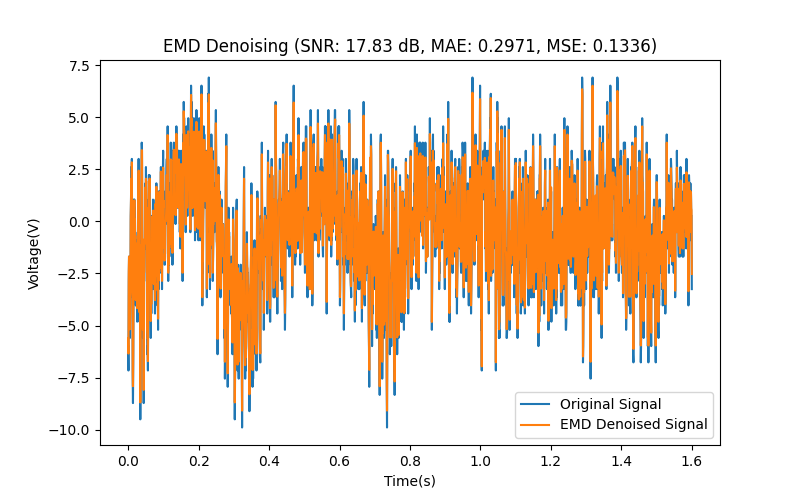 EMD Denoising (SNR: 17.83 dB, MAE: 0.2971, MSE: 0.1336)
7.5
5.0
2.5
0.0
−2.5
−5.0
−7.5
−10.0
Voltage(V)
Original Signal
EMD Denoised Signal
0.0 0.2 0.4 0.6 0.8 1.0 1.2 1.4 1.6
Time(s)